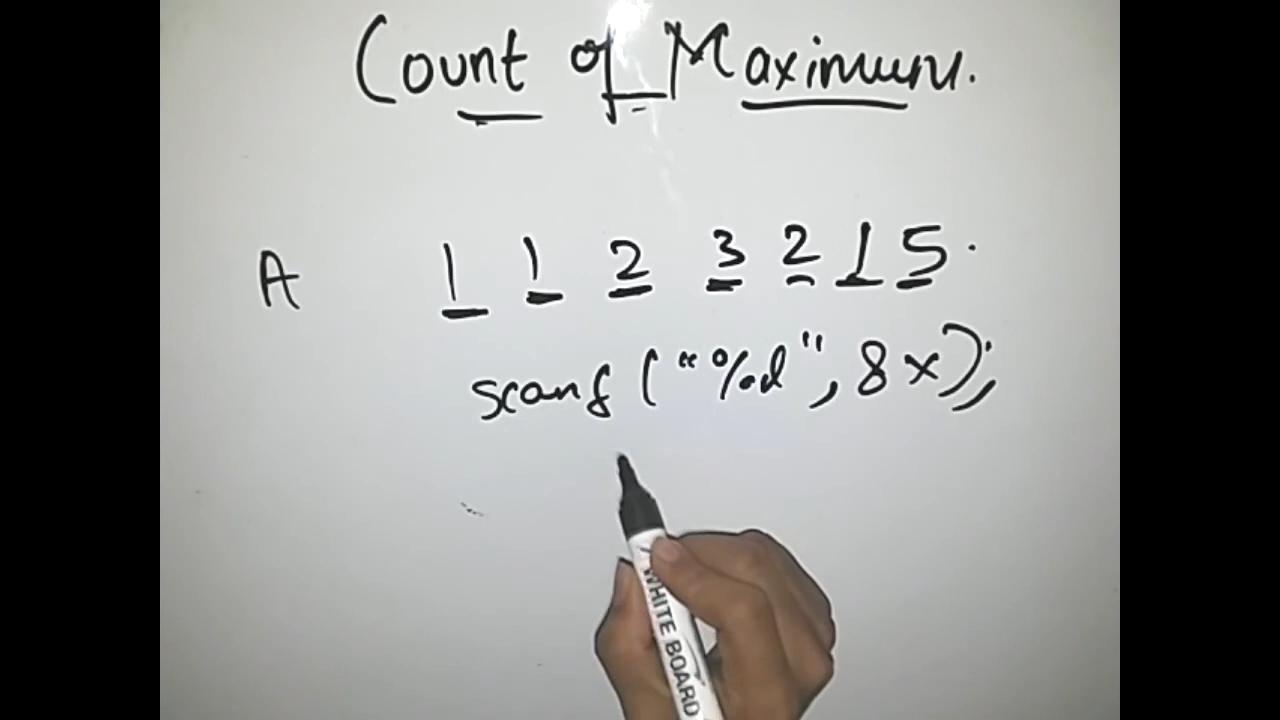 Count of Maximum.
A 1 1 2 3 2 1 5.
scanf("%d", &x);
WHITE BOARD